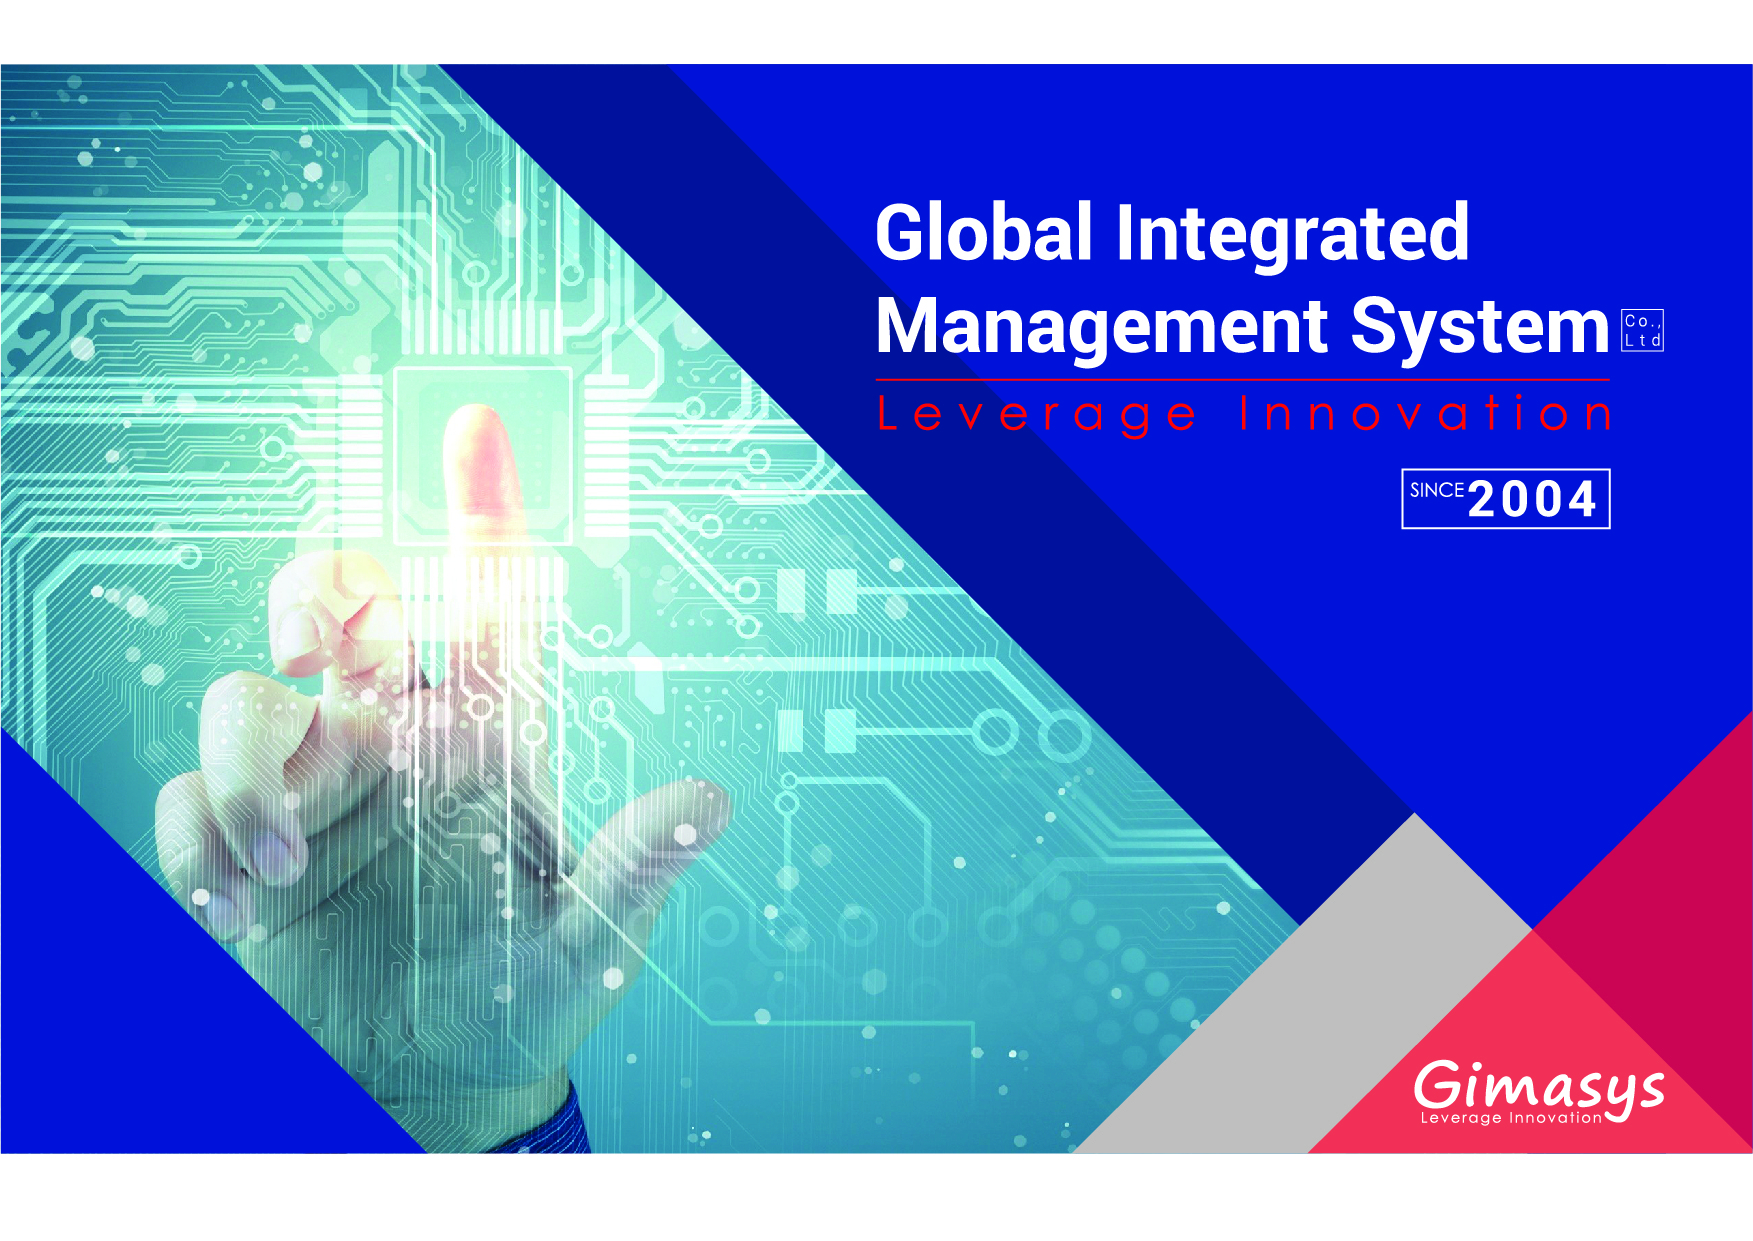 Global Integrated
Management System Co.,
Ltd
Leverage Innovation
SINCE 2004
Gimasys
Leverage Innovation